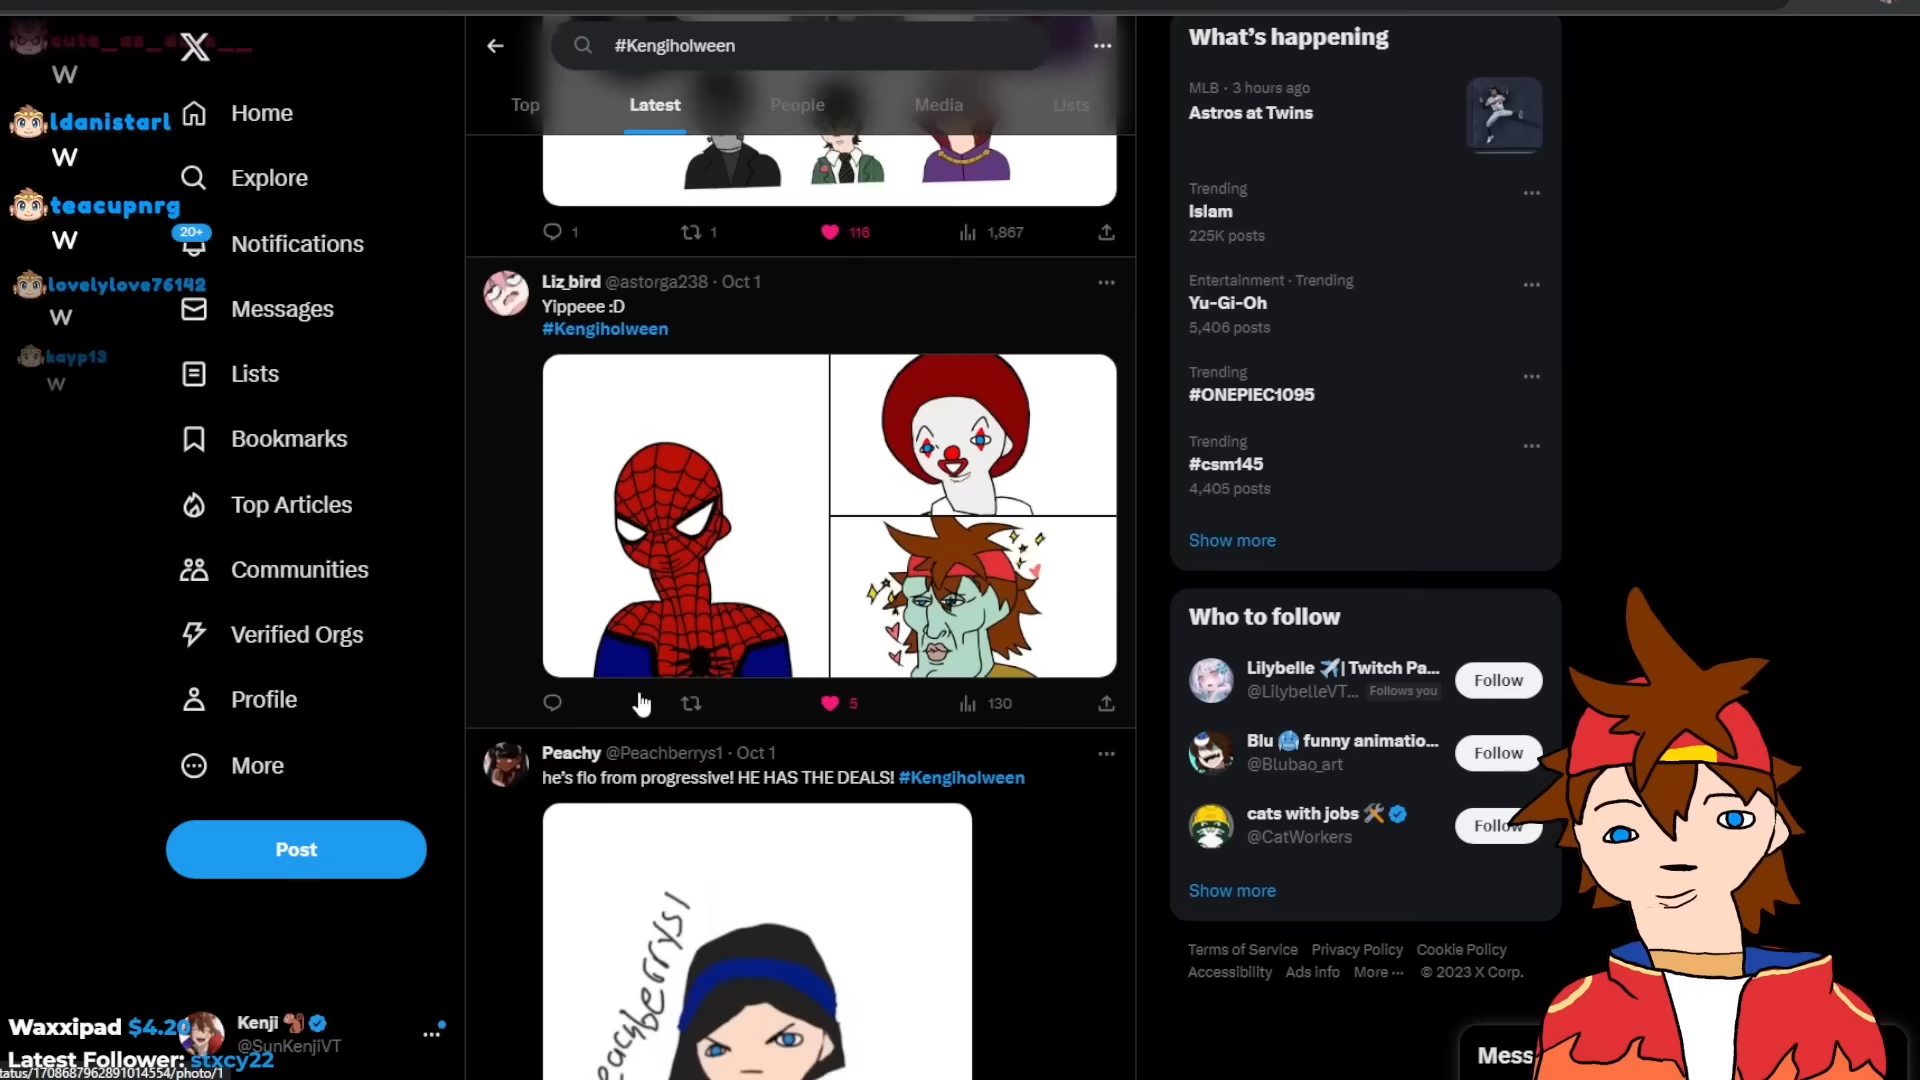 W
ldanistarl
W
teacupnrg
W
lovelylove76142
W
kayp13
W
Home
Explore
20+
Notifications
Messages
Lists
Bookmarks
Top Articles
Communities
Verified Orgs
Profile
More
Post
Waxxipad $4.20
Kenji
@SunKenjiVT
Latest Follower: stxcy22
tatus/1708687962891014554/photo/1
#Kengiholween
Top
Latest
People
Media
Lists
1
1
116
1,867
Liz_bird @astorga238 · Oct 1
Yippeee :D
#Kengiholween
5
130
Peachy @Peachberrys1 · Oct 1
he's flo from progressive! HE HAS THE DEALS! #Kengiholween
eachberrys1
What's happening
MLB · 3 hours ago
Astros at Twins
Trending
Islam
225K posts
Entertainment · Trending
Yu-Gi-Oh
5,406 posts
Trending
#ONEPIEC1095
Trending
#csm145
4,405 posts
Show more
Who to follow
Lilybelle ✈️| Twitch Pa...
@LilybelleVT... Follows you
Follow
Blu 🥶 funny animatio...
@Blubao_art
Follow
cats with jobs 🛠️
@CatWorkers
Follow
Show more
Terms of Service Privacy Policy Cookie Policy
Accessibility Ads info More ··· © 2023 X Corp.
Mess